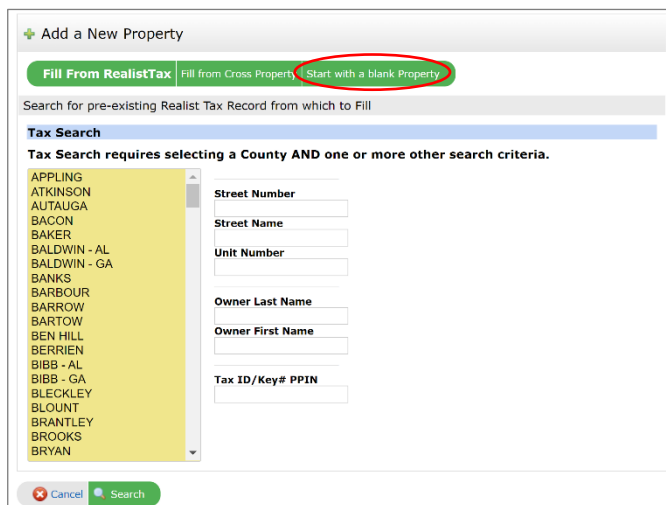 Add a New Property
Fill From RealistTax Fill from Cross Property Start with a blank Property
Search for pre-existing Realist Tax Record from which to Fill
Tax Search
Tax Search requires selecting a County AND one or more other search criteria.
APPLING
ATKINSON
AUTAUGA
BACON
BAKER
BALDWIN - AL
BALDWIN - GA
BANKS
BARBOUR
BARROW
BARTOW
BEN HILL
BERRIEN
BIBB - AL
BIBB - GA
BLECKLEY
BLOUNT
BRANTLEY
BROOKS
BRYAN
Street Number
Street Name
Unit Number
Owner Last Name
Owner First Name
Tax ID/Key# PPIN
Cancel Search